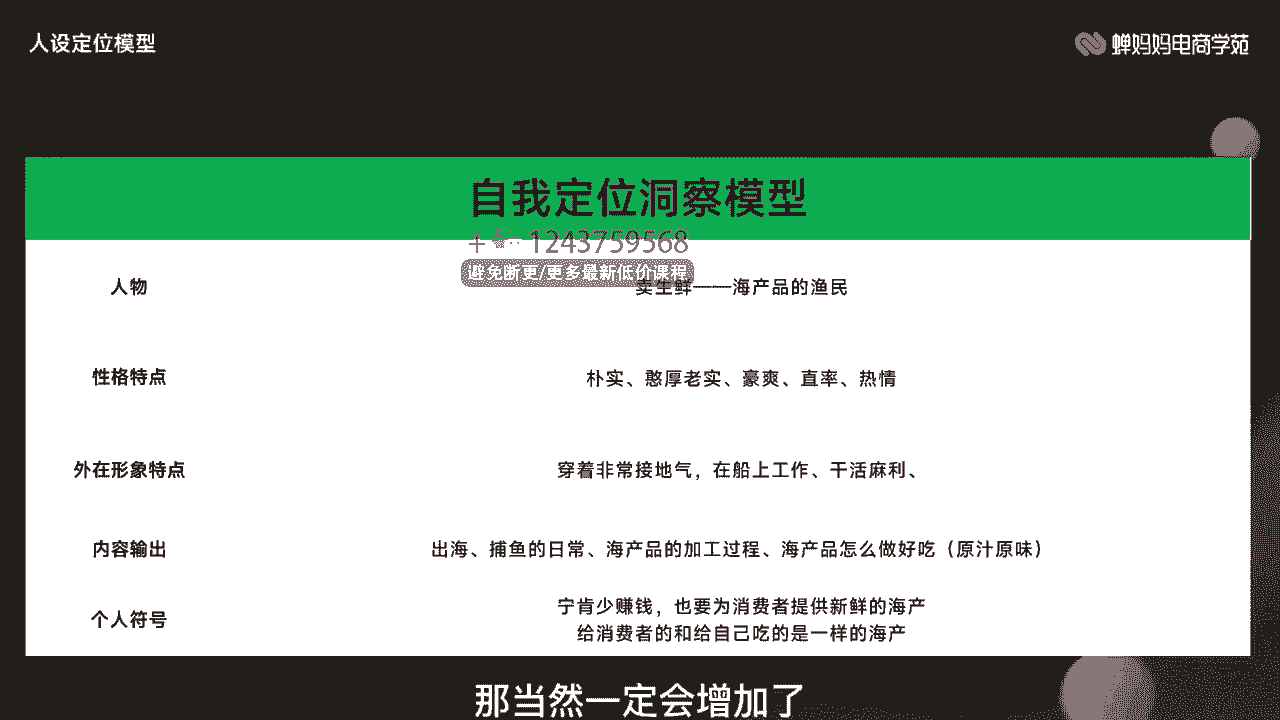 人设定位模型
蝉妈妈电商学苑
自我定位洞察模型
1243759568
避免断更/更多最新低价课程
人物
卖生鲜——海产品的渔民
性格特点
朴实、憨厚老实、豪爽、直率、热情
外在形象特点
穿着非常接地气，在船上工作、干活麻利、
内容输出
出海、捕鱼的日常、海产品的加工过程、海产品怎么做好吃（原汁原味）
个人符号
宁肯少赚钱，也要为消费者提供新鲜的海产
给消费者的和给自己吃的是一样的海产
那当然一定会增加了